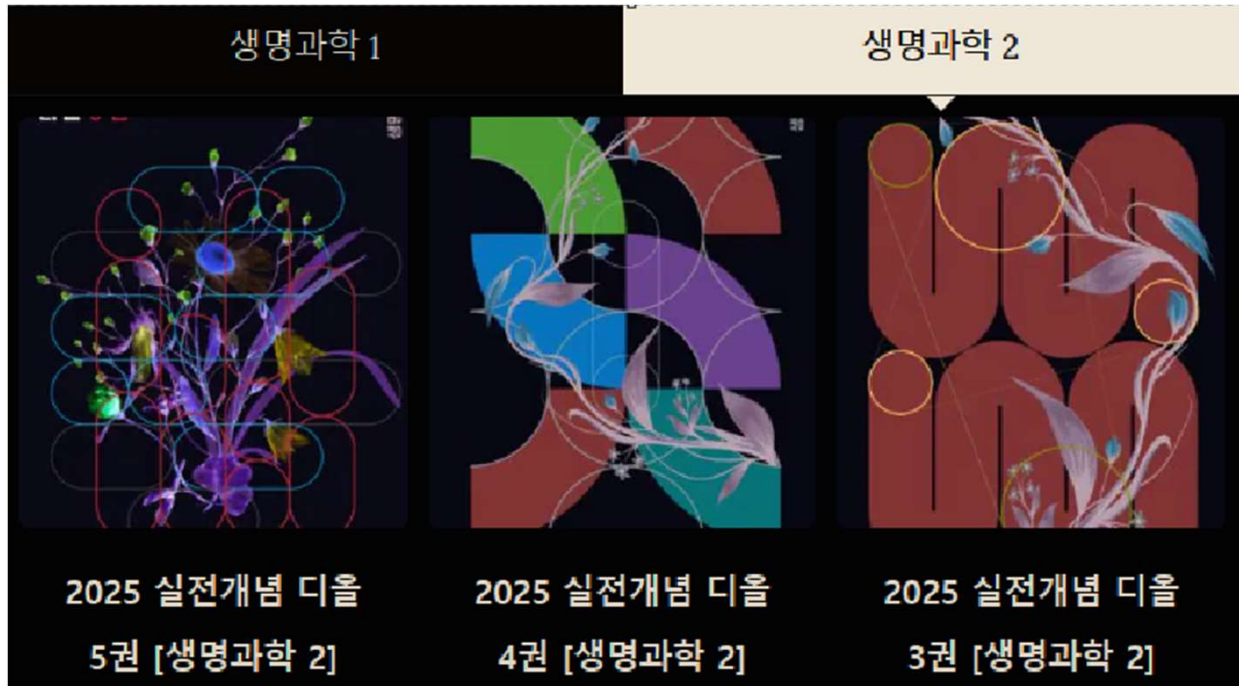 생명과학 1
생명과학 2
2025 실전개념 디올
5권 [생명과학 2]
2025 실전개념 디올
4권 [생명과학 2]
2025 실전개념 디올
3권 [생명과학 2]